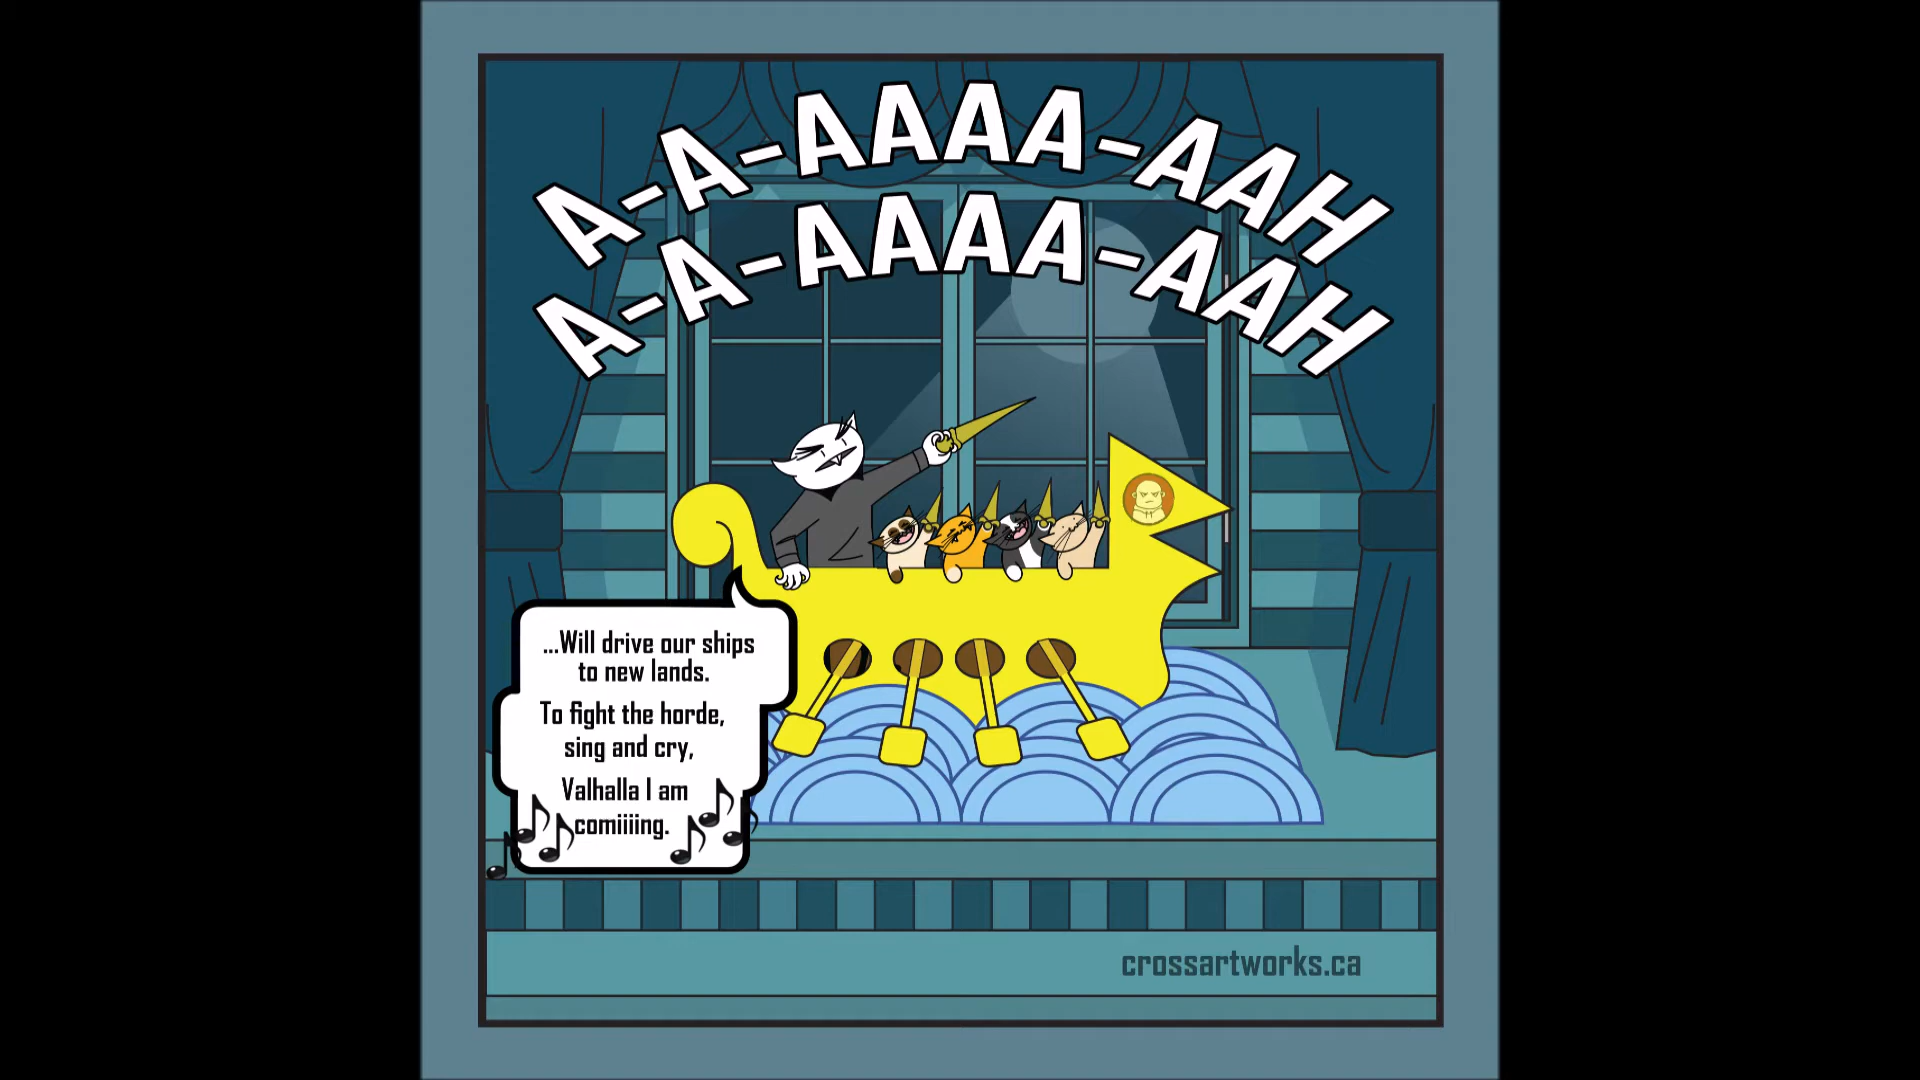 A-A-AAAA-AAH
A-A-AAAA-AAH
...Will drive our ships
to new lands.
To fight the horde,
sing and cry,
Valhalla I am
comiiiing.
crossartworks.ca